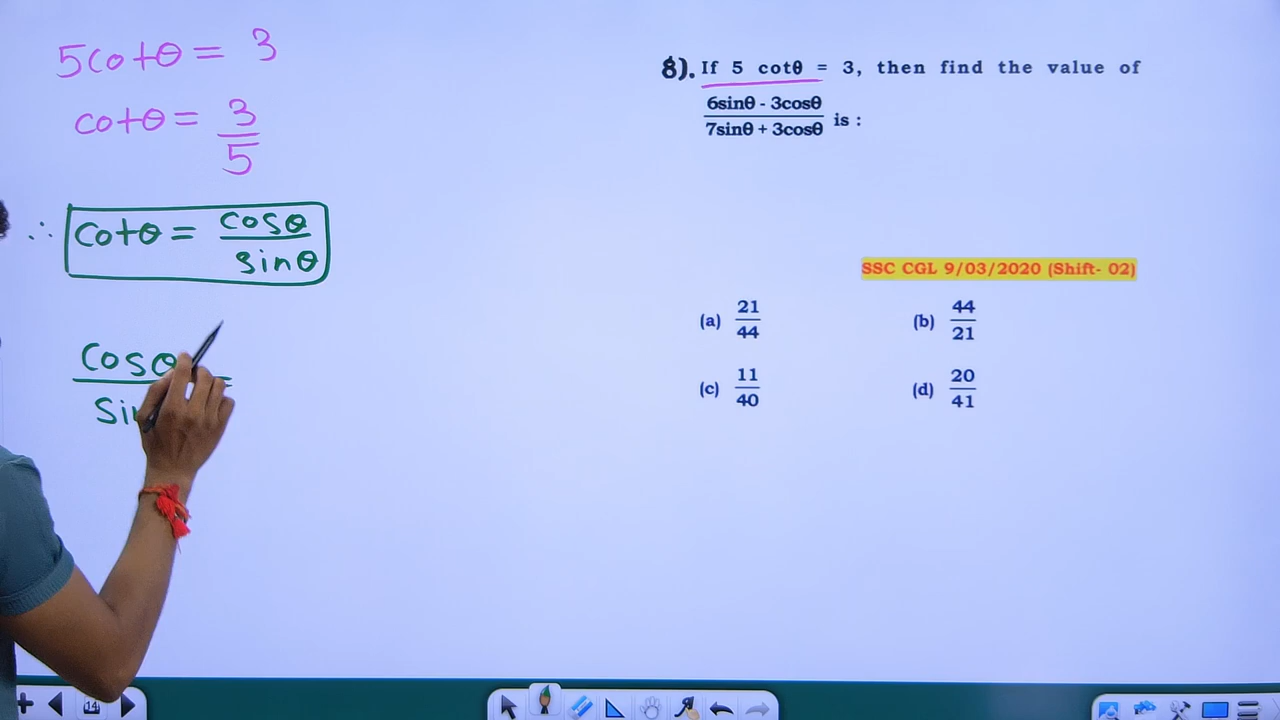 5cotθ = 3
cotθ = 3/5
∴ cotθ = cosθ/sinθ
cosθ
8). If 5 cotθ = 3, then find the value of
6sinθ - 3cosθ
7sinθ + 3cosθ is :
SSC CGL 9/03/2020 (Shift- 02)
(a) 21/44 (b) 44/21
(c) 11/40 (d) 20/41
14